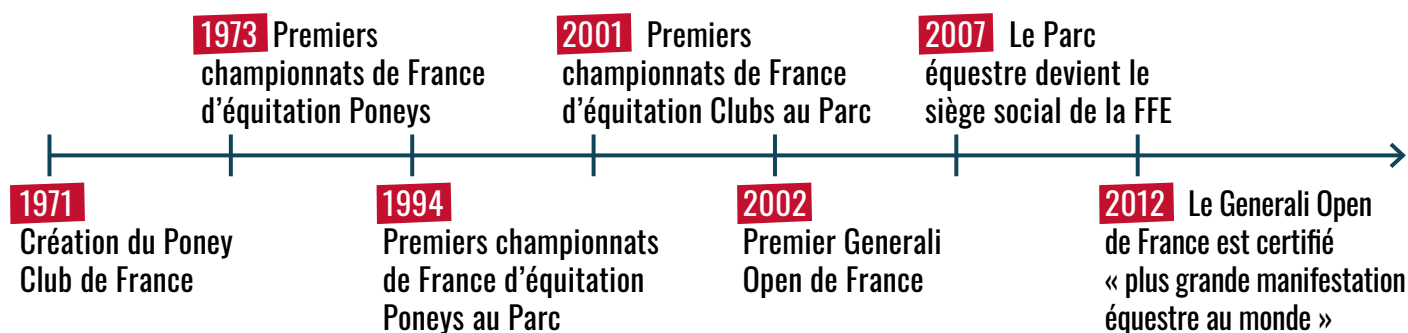 1973 Premiers
championnats de France
d’équitation Poneys
2001 Premiers
championnats de France
d’équitation Clubs au Parc
2007 Le Parc
équestre devient le
siège social de la FFE
1971
Création du Poney
Club de France
1994
Premiers championnats
de France d’équitation
Poneys au Parc
2002
Premier Generali
Open de France
2012 Le Generali Open
de France est certifié
« plus grande manifestation
équestre au monde »